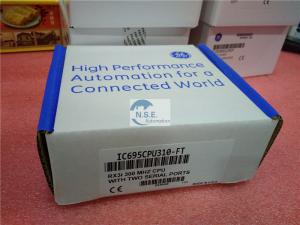 High Performance
Automation for a
Connected World
N.S.E.
Automation
IC695CPU310-FT
RX3I 300 MHZ CPU
WITH TWO SERIAL PORTS